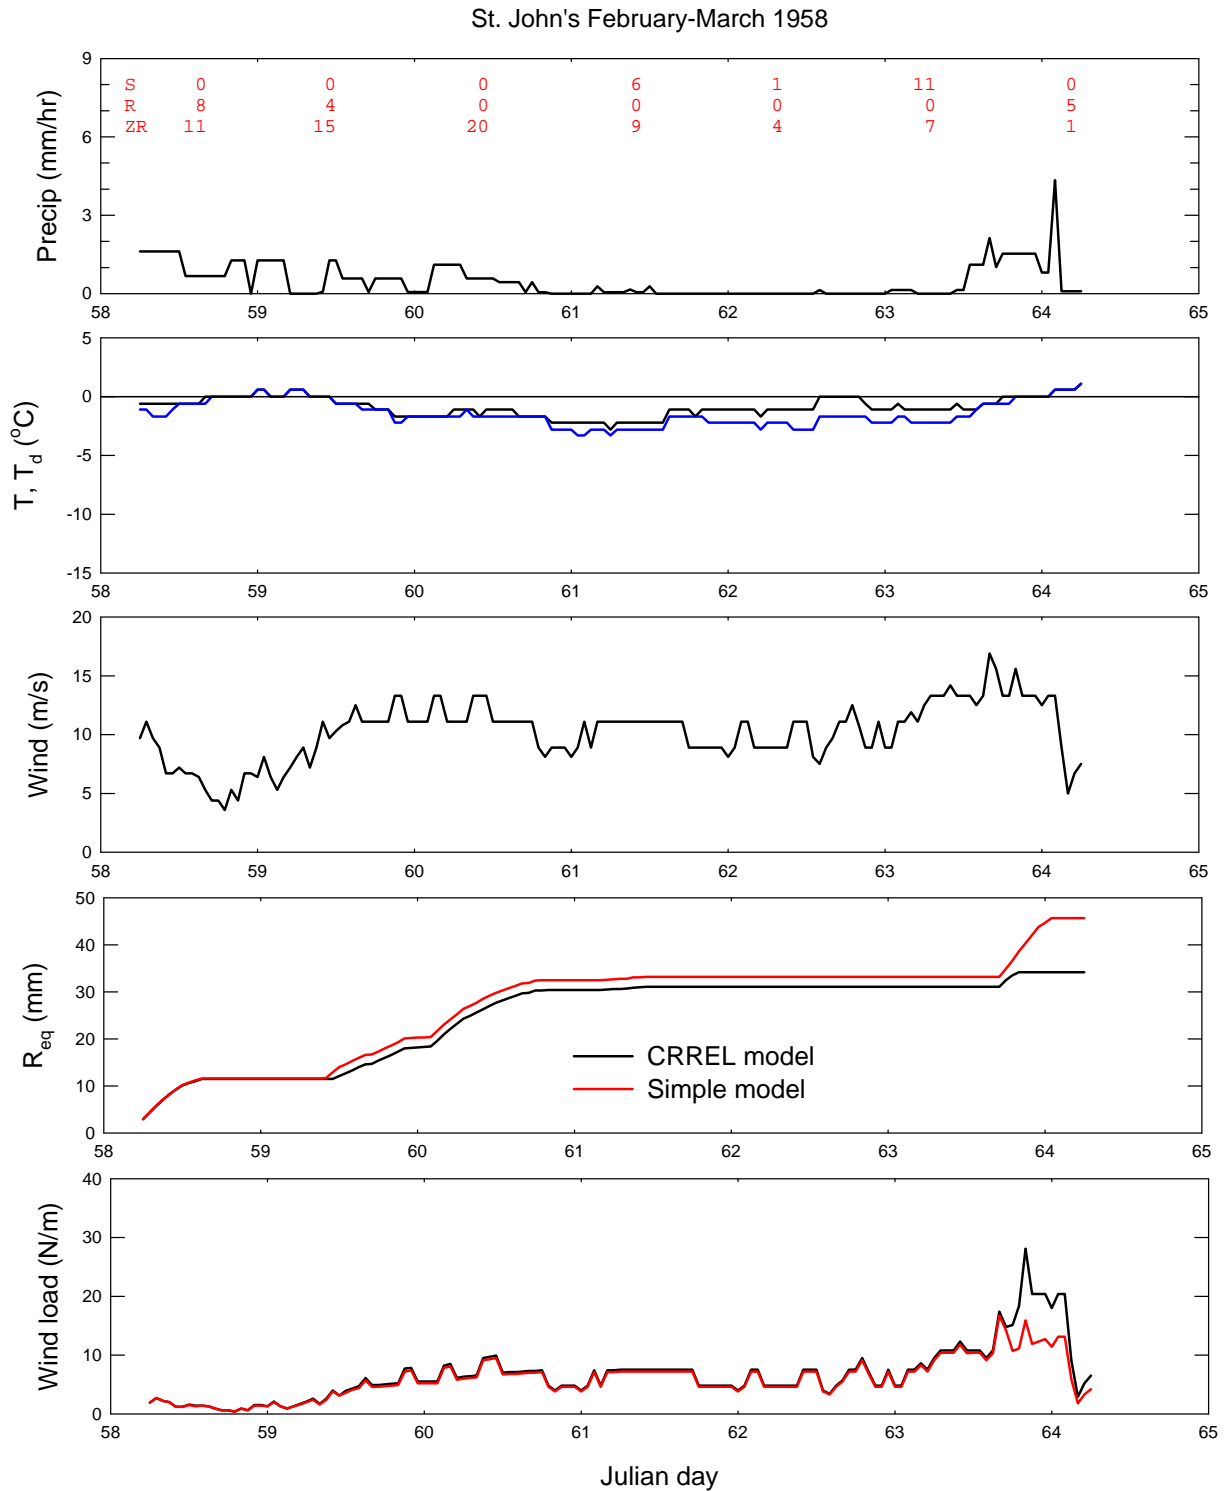 St. John's February-March 1958
9
S 0 0 0 6 1 11 0
R 8 4 0 0 0 0 5
ZR 11 15 20 9 4 7 1
6
3
0
Precip (mm/hr)
58 59 60 61 62 63 64 65
5
0
-5
-10
-15
T, Td (oC)
58 59 60 61 62 63 64 65
20
15
10
5
0
Wind (m/s)
58 59 60 61 62 63 64 65
50
40
30
20
10
0
Req (mm)
CRREL model
Simple model
58 59 60 61 62 63 64 65
40
30
20
10
0
Wind load (N/m)
58 59 60 61 62 63 64 65
Julian day